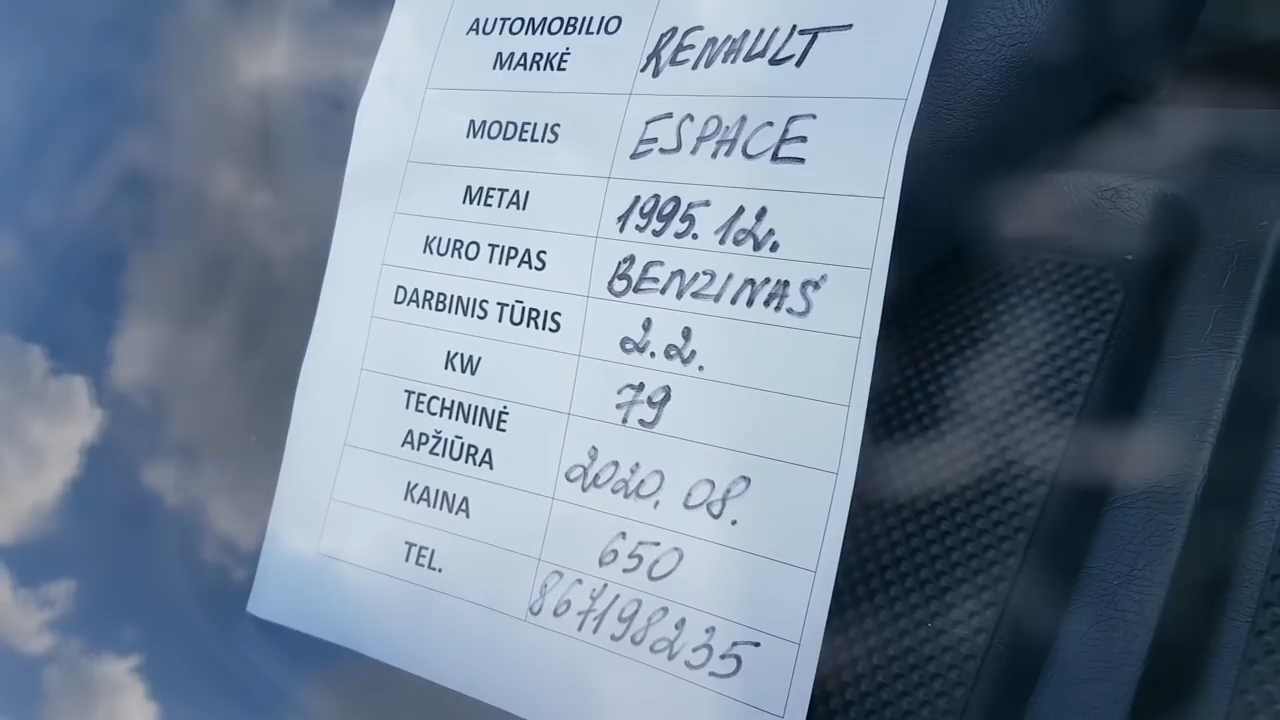 AUTOMOBILIO
MARKĖ
RENAULT
MODELIS
ESPACE
METAI
1995.12.
KURO TIPAS
BENZINAS
DARBINIS TŪRIS
2.2.
KW
79
TECHNINĖ
APŽIŪRA
2020.08.
KAINA
650
TEL.
867198235